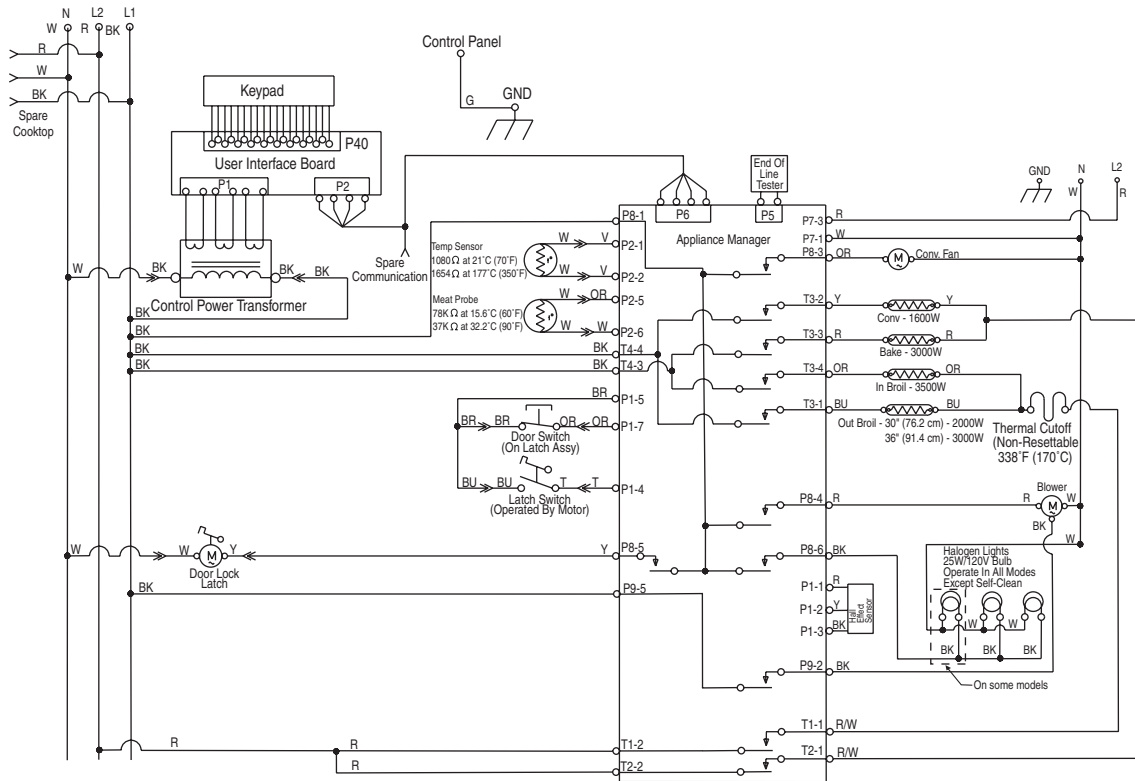 N L2 L1
W R BK
R
W
BK
Spare
Cooktop
Keypad
P40
User Interface Board
P1 P2
Control Panel
G
GND
End Of
Line
Tester
P6 P5
GND N L2
W R
W BK BK BK
Control Power Transformer
Spare
Communication
Appliance Manager
P8-1
Temp Sensor
1080 Ω at 21˚C (70˚F)
1654 Ω at 177˚C (350˚F)
W V P2-1
W V P2-2
Meat Probe
78K Ω at 15.6˚C (60˚F)
37K Ω at 32.2˚C (90˚F)
W OR P2-5
W W P2-6
BK
BK
BK BK T4-4
BK BK T4-3
P7-3 R
P7-1 W
P8-3 OR M Conv. Fan
T3-2 Y Y
Conv - 1600W
T3-3 R R
Bake - 3000W
T3-4 OR OR
In Broil - 3500W
T3-1 BU BU
Out Broil - 30" (76.2 cm) - 2000W
36" (91.4 cm) - 3000W
Thermal Cutoff
(Non-Resettable
338˚F (170˚C)
BR P1-5
BR BR OR OR P1-7
Door Switch
(On Latch Assy)
BU BU T T P1-4
Latch Switch
(Operated By Motor)
P8-4 R R M W
Blower
BK
W
W W M Y Y P8-5
Door Lock
Latch
P8-6 BK
BK P9-5
Halogen Lights
25W/120V Bulb
Operate In All Modes
Except Self-Clean
P1-1 R
P1-2 Y
P1-3 BK
Hall
Effect
Sensor
W W
BK BK BK
P9-2 BK
On some models
T1-1 R/W
R T1-2
T2-1 R/W
R T2-2